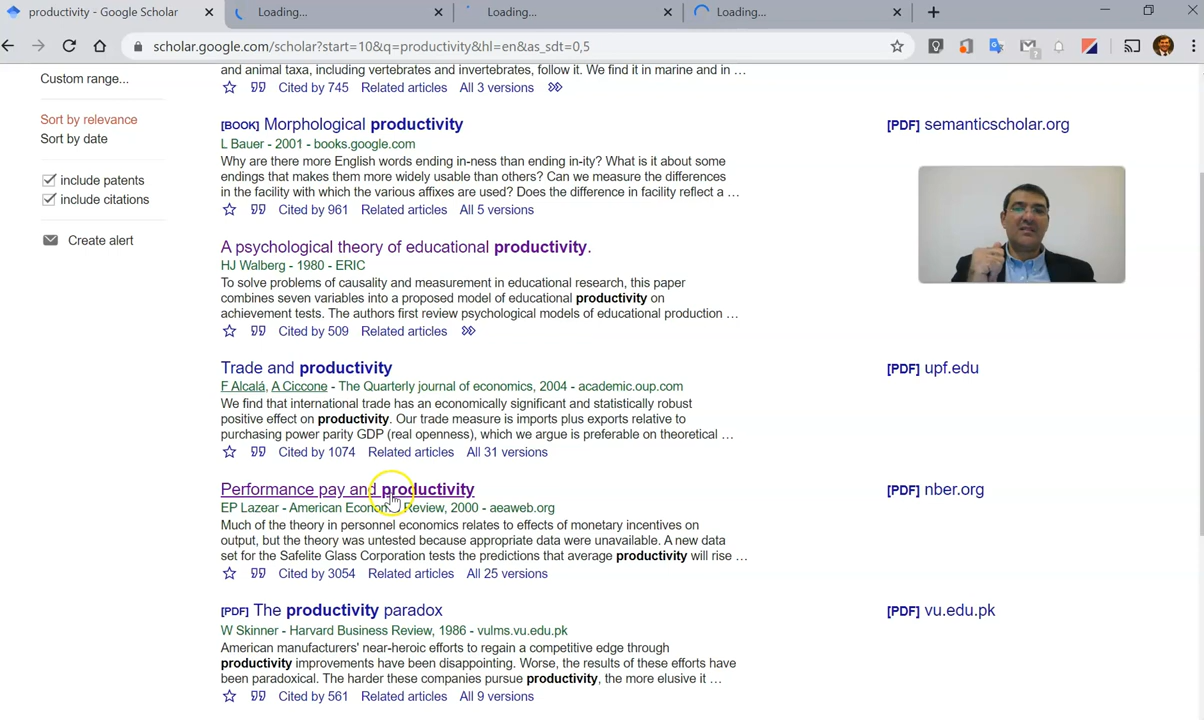 productivity - Google Scholar
Loading...
Loading...
Loading...
scholar.google.com/scholar?start=10&q=productivity&hl=en&as_sdt=0,5
Custom range...
Sort by relevance
Sort by date
include patents
include citations
Create alert
and animal taxa, including vertebrates and invertebrates, follow it. We find it in marine and in …
Cited by 745 Related articles All 3 versions
[BOOK] Morphological productivity
L Bauer - 2001 - books.google.com
Why are there more English words ending in-ness than ending in-ity? What is it about some
endings that makes them more widely usable than others? Can we measure the differences
in the facility with which the various affixes are used? Does the difference in facility reflect a …
Cited by 961 Related articles All 5 versions
[PDF] semanticscholar.org
A psychological theory of educational productivity.
HJ Walberg - 1980 - ERIC
To solve problems of causality and measurement in educational research, this paper
combines seven variables into a proposed model of educational productivity on
achievement tests. The authors first review psychological models of educational production …
Cited by 509 Related articles
Trade and productivity
F Alcalá, A Ciccone - The Quarterly journal of economics, 2004 - academic.oup.com
We find that international trade has an economically significant and statistically robust
positive effect on productivity. Our trade measure is imports plus exports relative to
purchasing power parity GDP (real openness), which we argue is preferable on theoretical …
Cited by 1074 Related articles All 31 versions
[PDF] upf.edu
Performance pay and productivity
EP Lazear - American Economic Review, 2000 - aeaweb.org
Much of the theory in personnel economics relates to effects of monetary incentives on
output, but the theory was untested because appropriate data were unavailable. A new data
set for the Safelite Glass Corporation tests the predictions that average productivity will rise …
Cited by 3054 Related articles All 25 versions
[PDF] nber.org
[PDF] The productivity paradox
W Skinner - Harvard Business Review, 1986 - vulms.vu.edu.pk
American manufacturers' near-heroic efforts to regain a competitive edge through
productivity improvements have been disappointing. Worse, the results of these efforts have
been paradoxical. The harder these companies pursue productivity, the more elusive it …
Cited by 561 Related articles All 9 versions
[PDF] vu.edu.pk